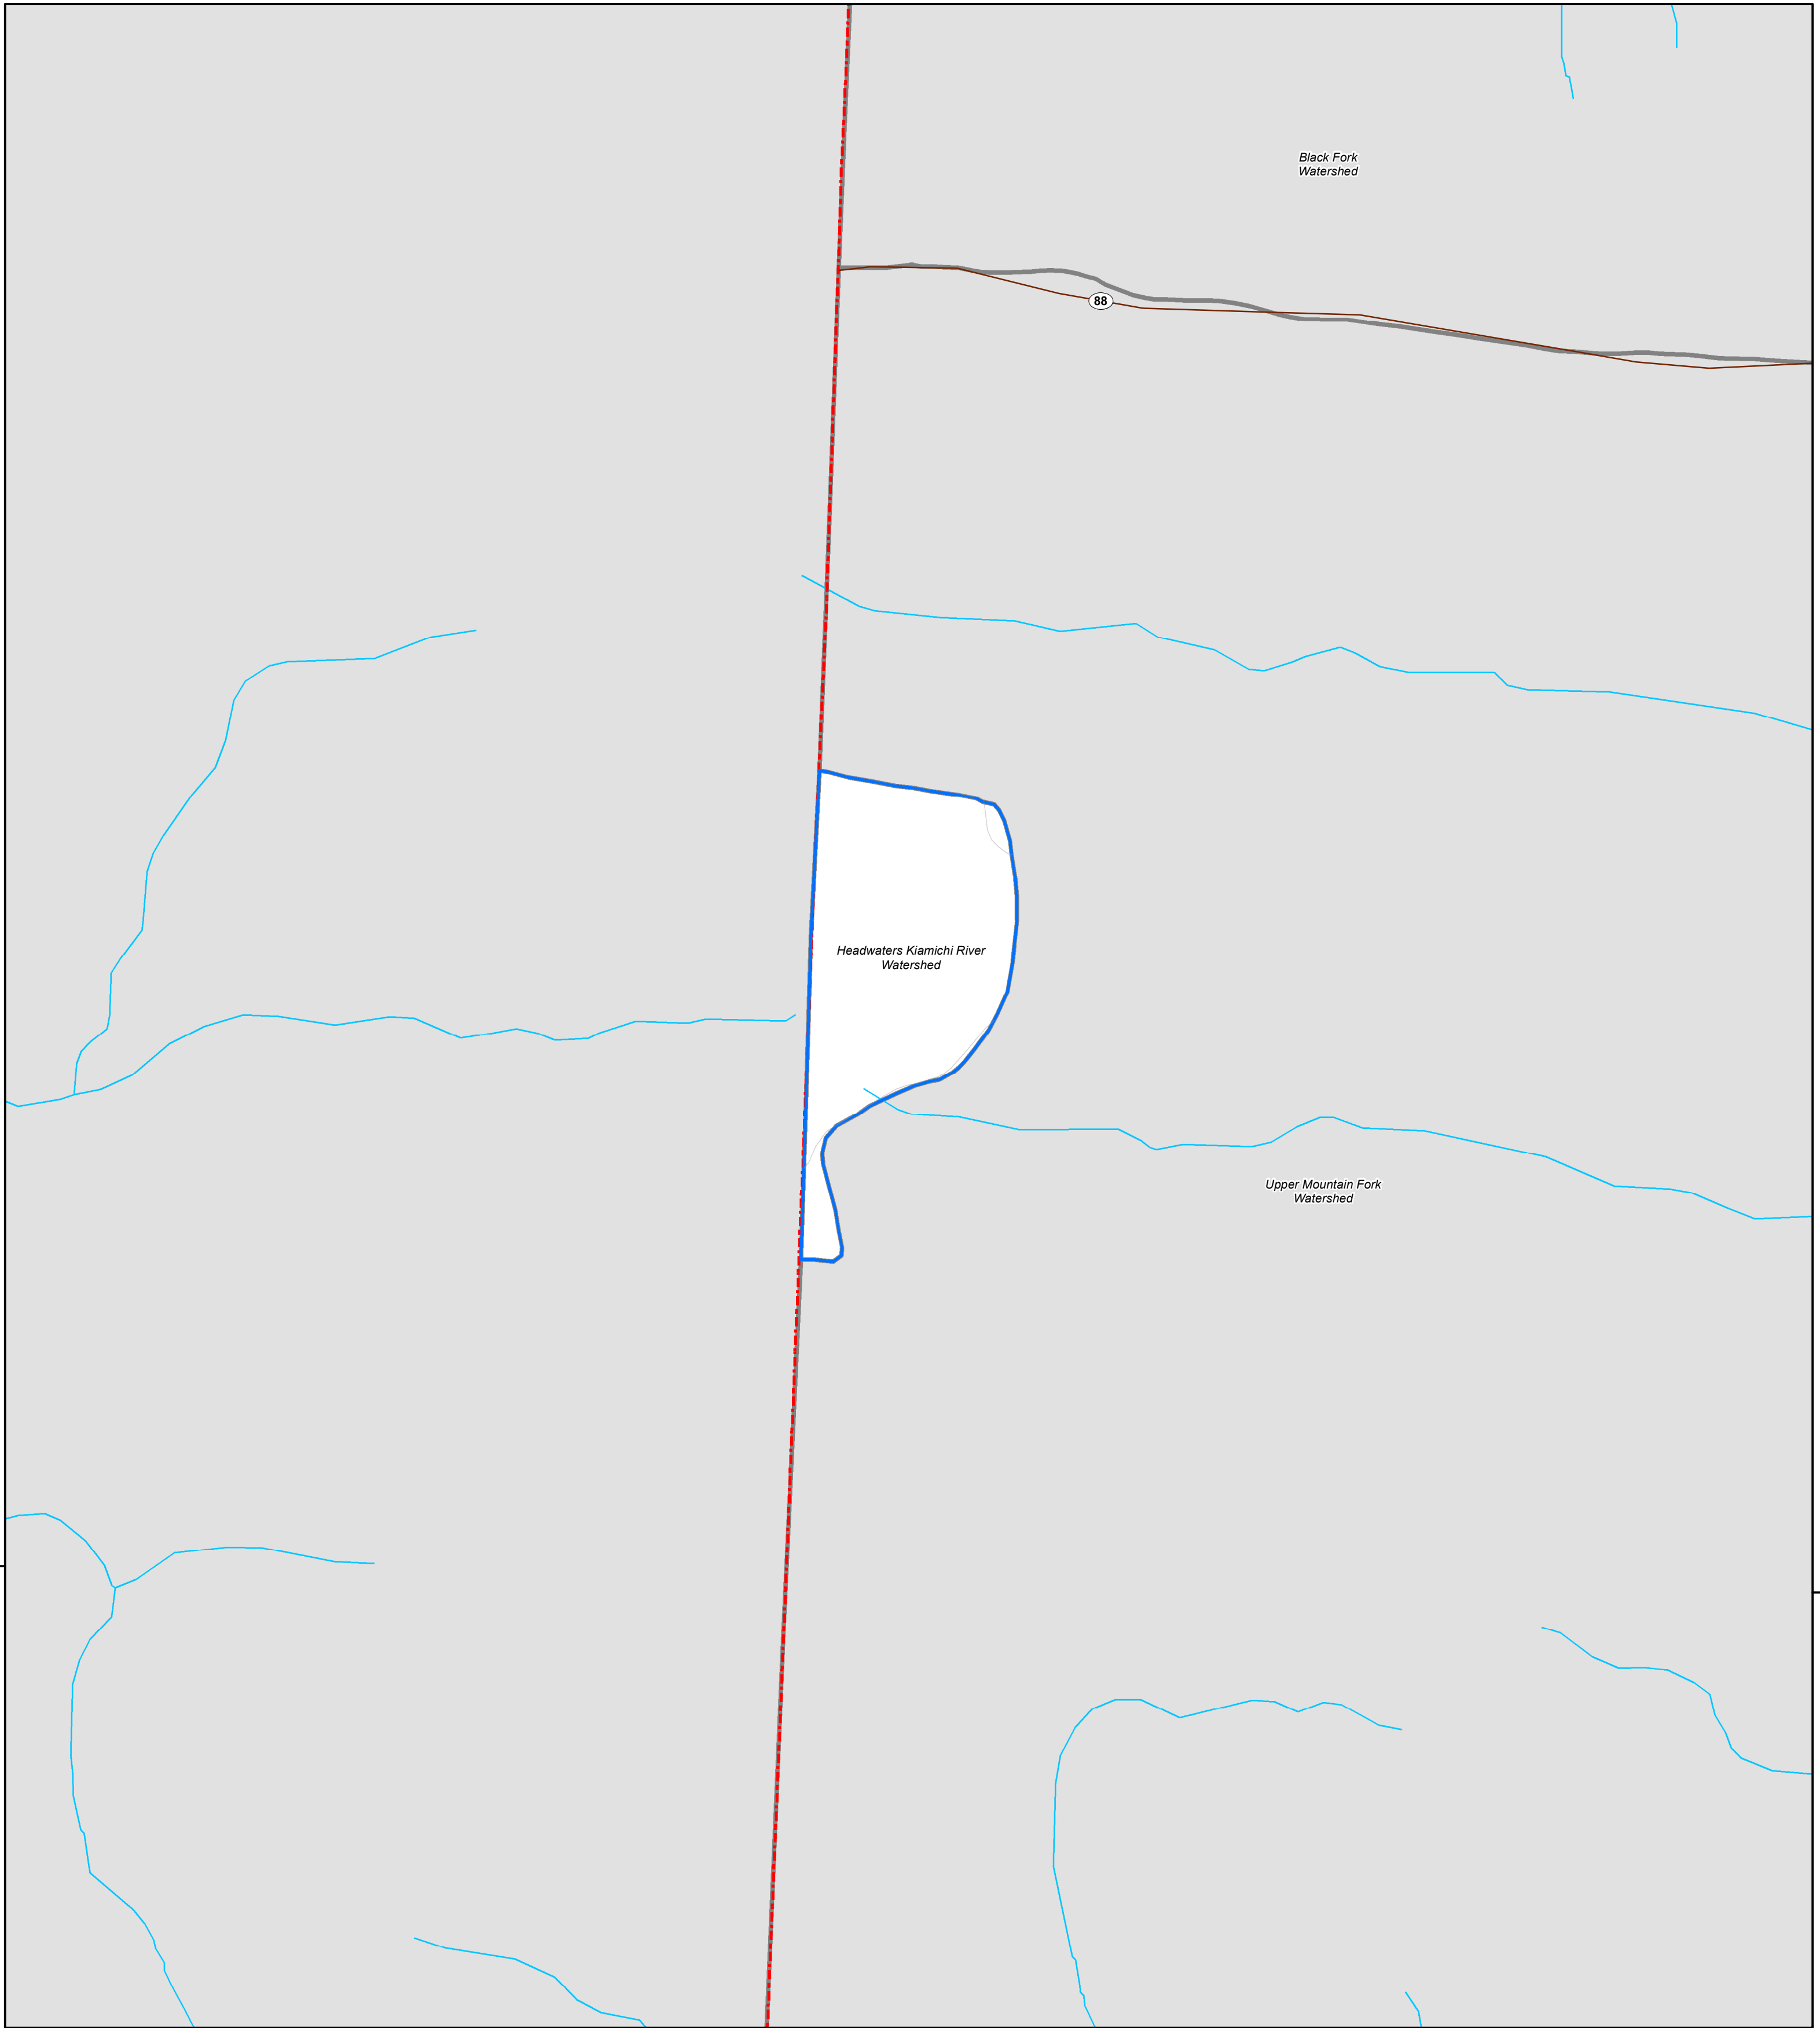 Black Fork
Watershed
88
Headwaters Kiamichi River
Watershed
Upper Mountain Fork
Watershed